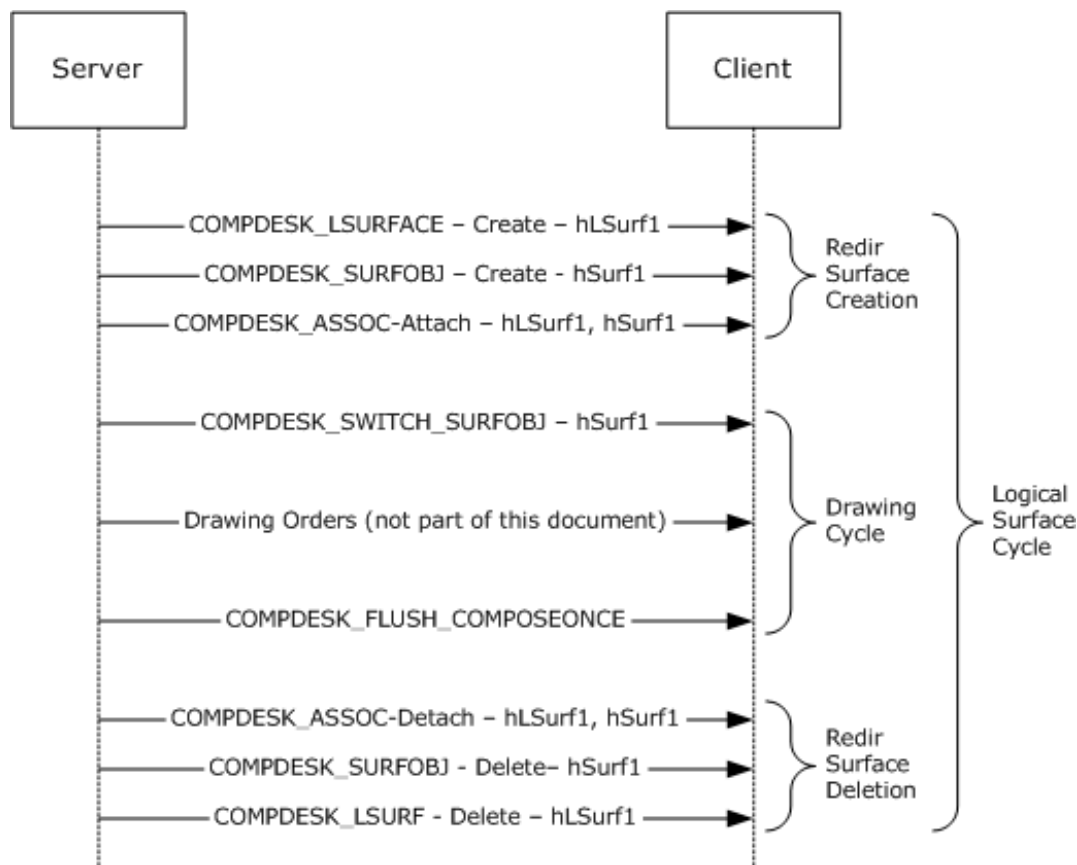 Server
Client
COMPDESK_LSURFACE – Create – hLSurf1
COMPDESK_SURFOBJ – Create - hSurf1
COMPDESK_ASSOC-Attach – hLSurf1, hSurf1
Redir
Surface
Creation
COMPDESK_SWITCH_SURFOBJ – hSurf1
Drawing Orders (not part of this document)
COMPDESK_FLUSH_COMPOSEONCE
Drawing
Cycle
Logical
Surface
Cycle
COMPDESK_ASSOC-Detach – hLSurf1, hSurf1
COMPDESK_SURFOBJ - Delete– hSurf1
COMPDESK_LSURF - Delete – hLSurf1
Redir
Surface
Deletion